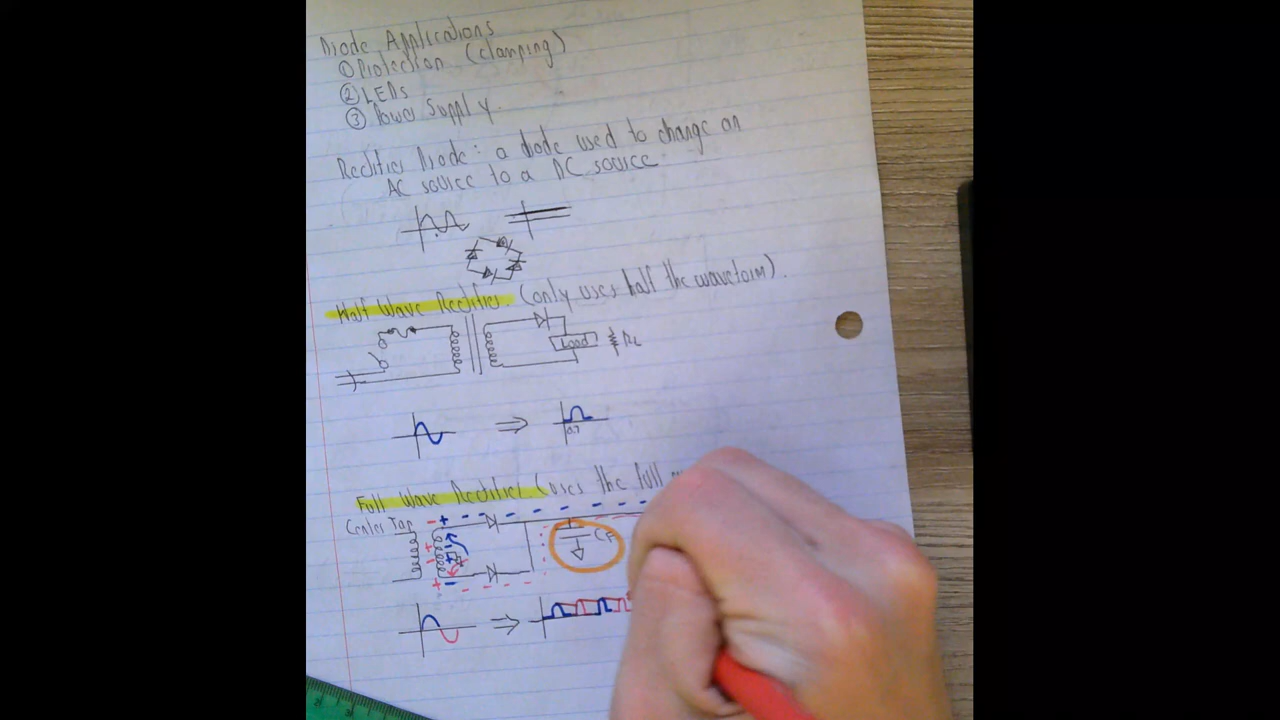 Diode Applications
① Protection (clamping)
② LEDs
③ Power Supply.
Rectifier Diode: a diode used to change an
AC source to a DC source
Half Wave Rectifier. (only uses half the waveform).
Load RL
0.7
Full Wave Rectifier (uses the full
Center Tap
CF